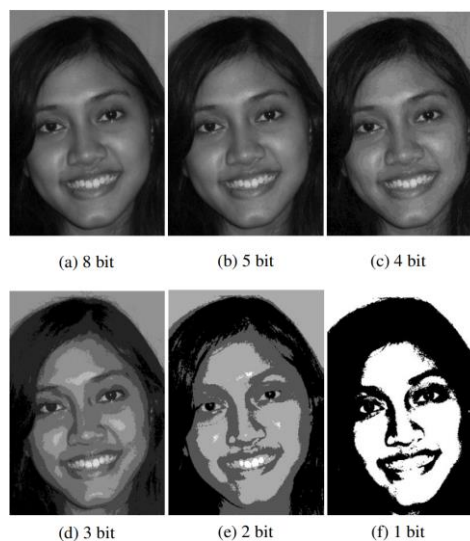 (a) 8 bit
(b) 5 bit
(c) 4 bit
(d) 3 bit
(e) 2 bit
(f) 1 bit